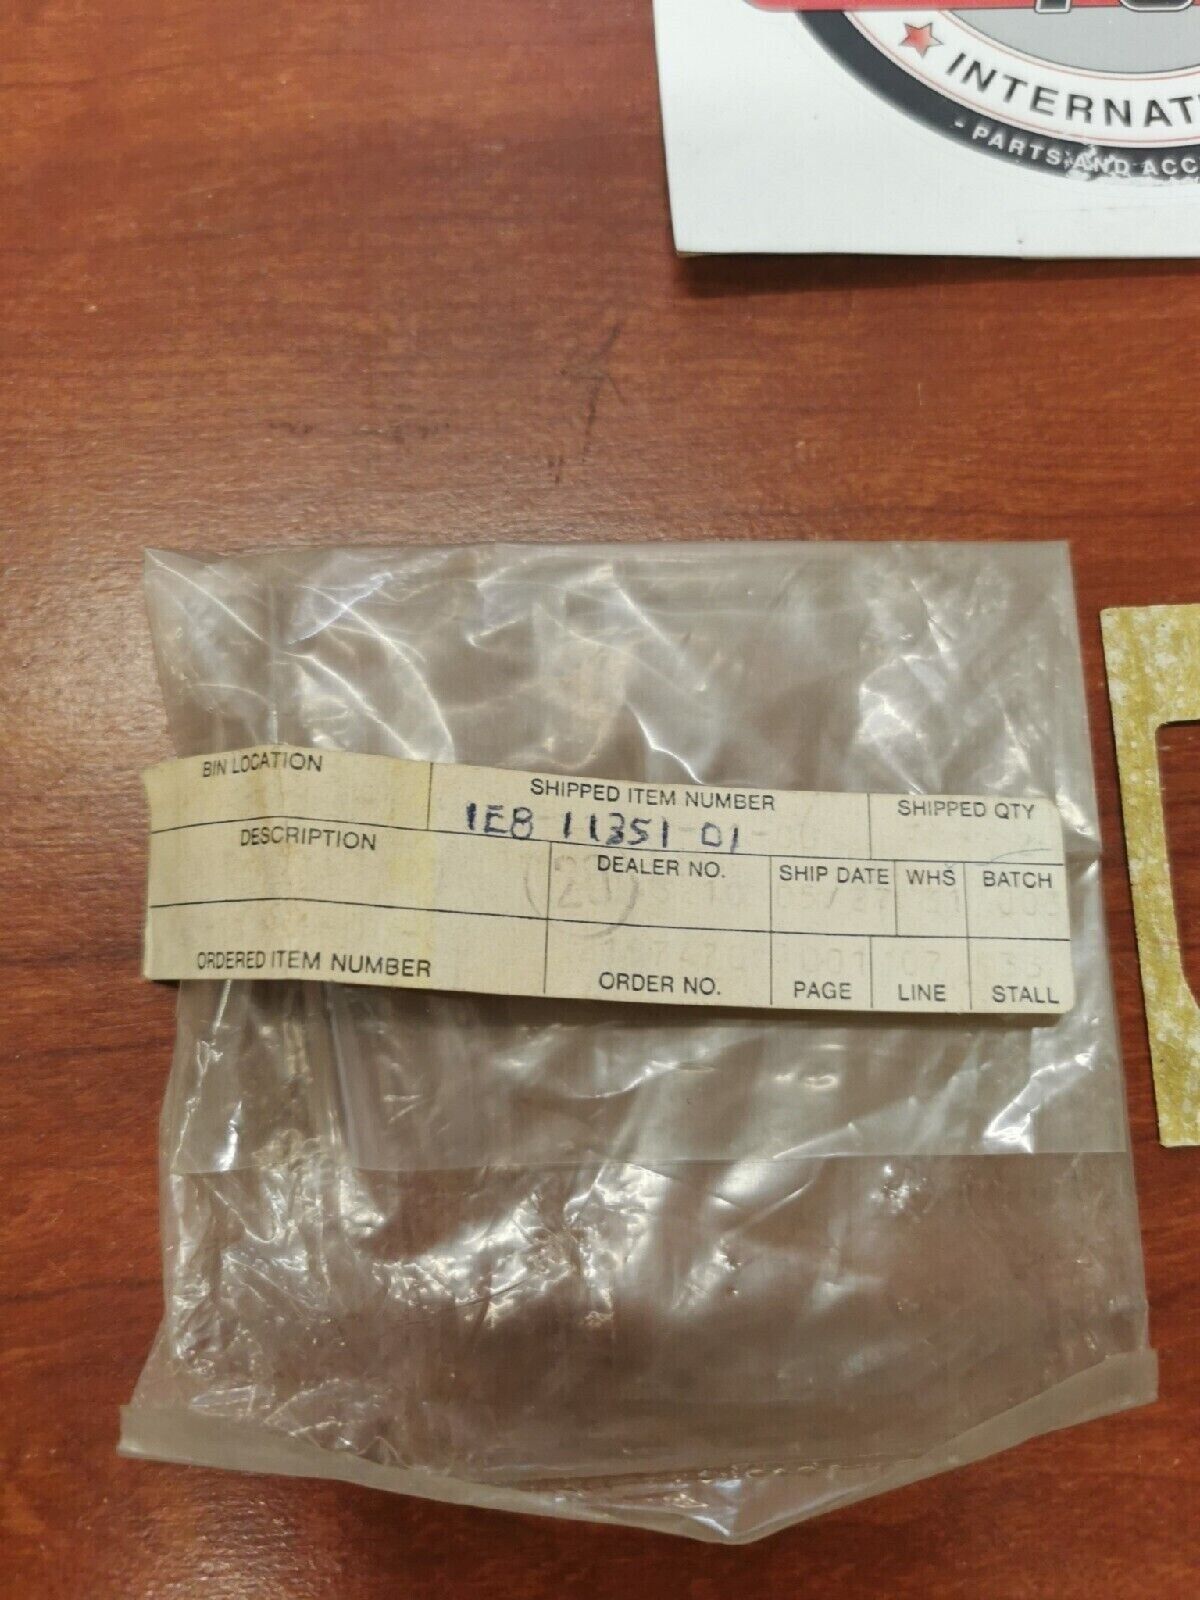 INTERNATI
- PARTS AND ACC
BIN LOCATION
SHIPPED ITEM NUMBER
SHIPPED QTY
1E8 11351-01
DESCRIPTION
DEALER NO.
SHIP DATE
WHS
BATCH
ORDERED ITEM NUMBER
ORDER NO.
PAGE
LINE
STALL